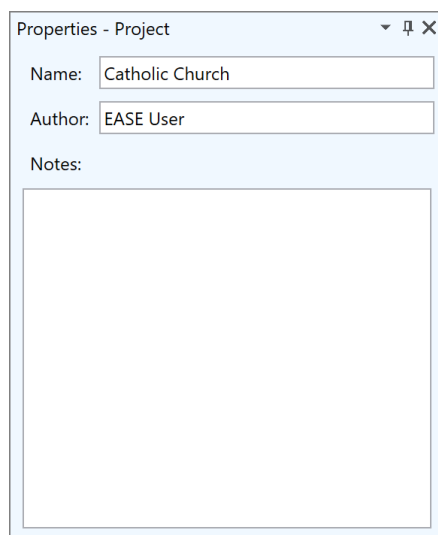 Properties - Project
Name: Catholic Church
Author: EASE User
Notes: